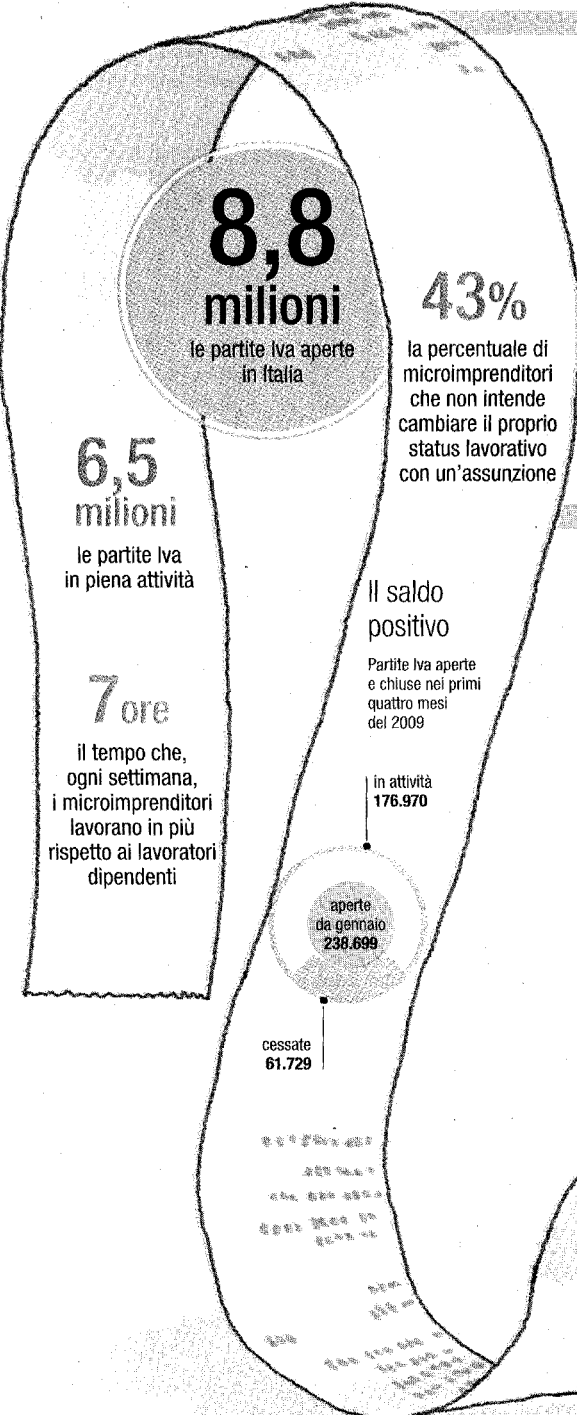 8,8
milioni
le partite Iva aperte
in Italia
43%
la percentuale di
microimprenditori
che non intende
cambiare il proprio
status lavorativo
con un'assunzione
6,5
milioni
le partite Iva
in piena attività
7 ore
il tempo che,
ogni settimana,
i microimprenditori
lavorano in più
rispetto ai lavoratori
dipendenti
Il saldo
positivo
Partite Iva aperte
e chiuse nei primi
quattro mesi
del 2009
in attività
176.970
aperte
da gennaio
238.699
cessate
61.729